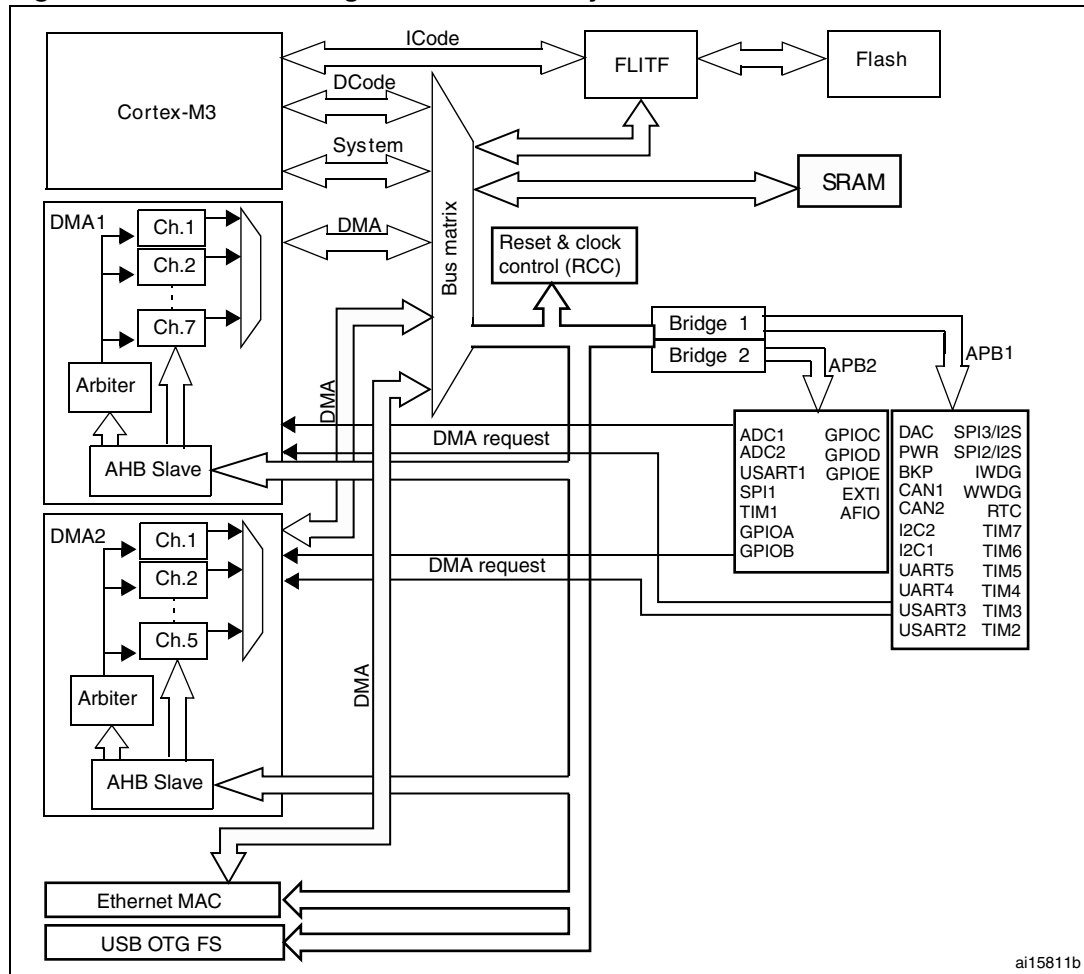 ICode
FLITF
Flash
Cortex-M3
DCode
System
SRAM
Bus matrix
DMA1
Ch.1
Ch.2
Ch.7
Arbiter
AHB Slave
DMA
Reset & clock
control (RCC)
Bridge 1
Bridge 2
APB2
APB1
DMA
DMA request
ADC1 GPIOC
ADC2 GPIOD
USART1 GPIOE
SPI1 EXTI
TIM1 AFIO
GPIOA
GPIOB
DAC SPI3/I2S
PWR SPI2/I2S
BKP IWDG
CAN1 WWDG
CAN2 RTC
I2C2 TIM7
I2C1 TIM6
UART5 TIM5
UART4 TIM4
USART3 TIM3
USART2 TIM2
DMA2
Ch.1
Ch.2
Ch.5
Arbiter
AHB Slave
DMA request
DMA
Ethernet MAC
USB OTG FS
ai15811b